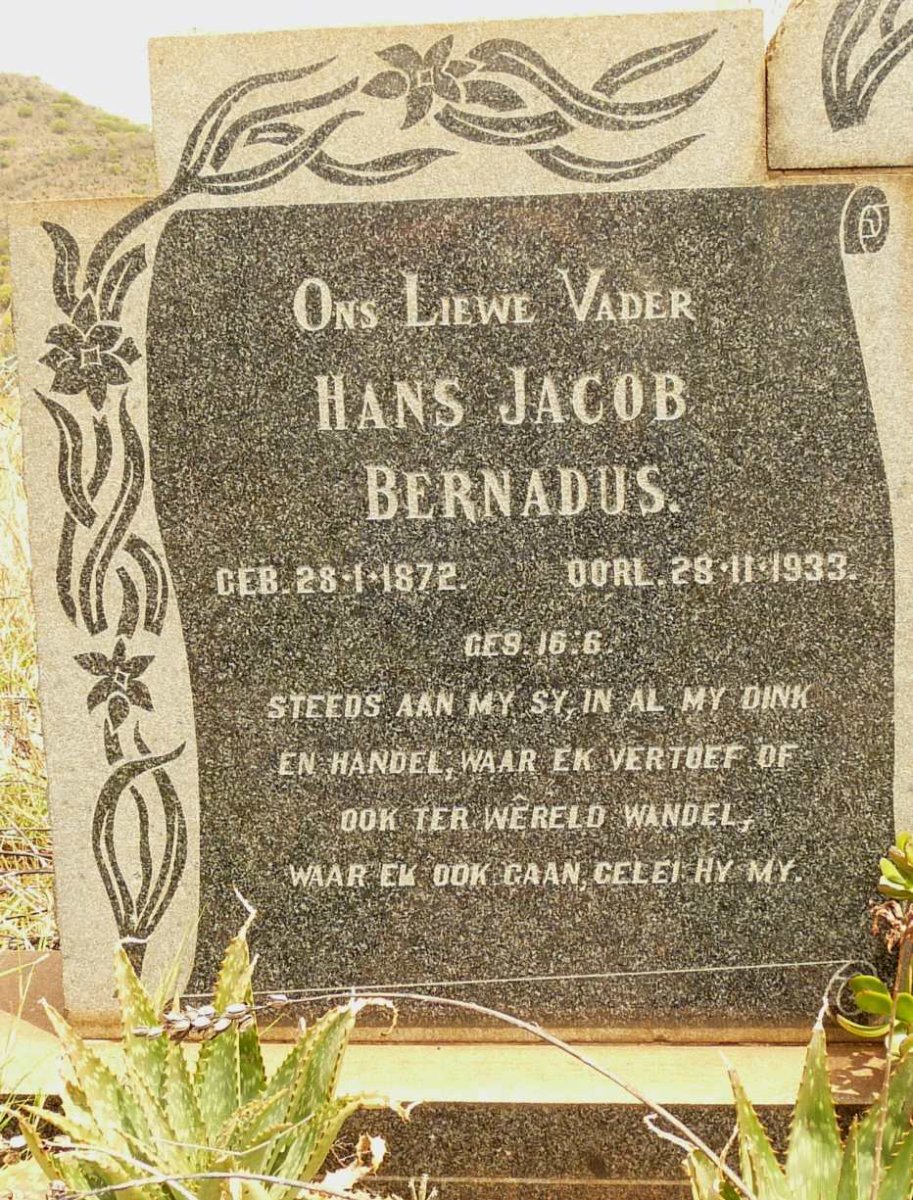 Ons Liewe Vader
Hans Jacob
Bernadus.
GEB. 28·1·1872. OORL. 28·11·1933.
GES. 16:6.
STEEDS AAN MY SY, IN AL MY DINK
EN HANDEL; WAAR EK VERTOEF OF
OOK TER WÊRELD WANDEL,
WAAR EK OOK GAAN, GELEI HY MY.